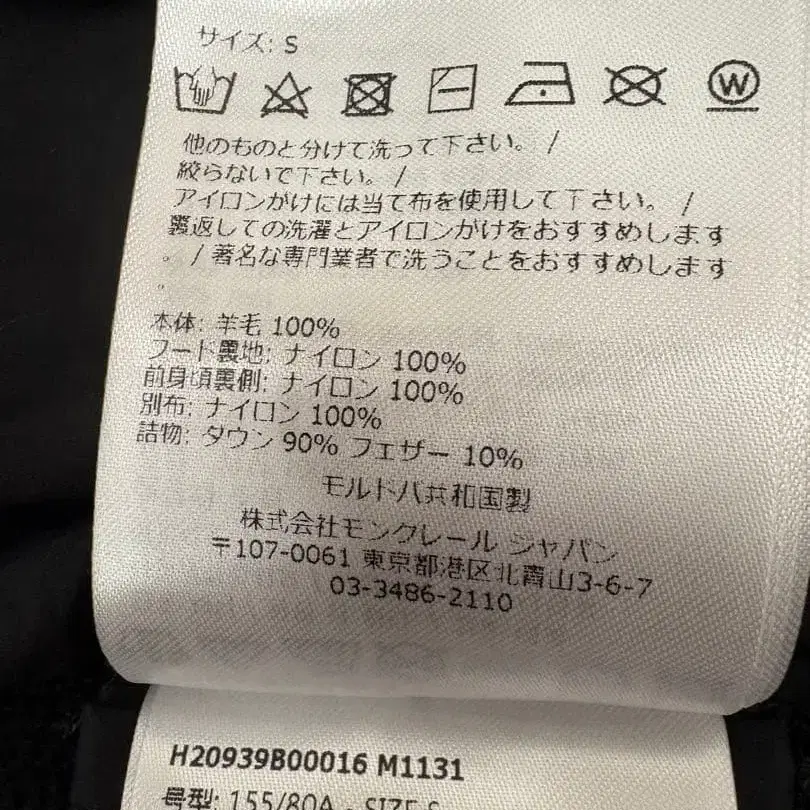 サイズ: S
W
他のものと分けて洗って下さい。 /
絞らないで下さい。 /
アイロンがけには当て布を使用して下さい。 /
裏返しての洗濯とアイロンがけをおすすめします
。 / 著名な専門業者で洗うことをおすすめします
。
本体: 羊毛 100%
フード裏地: ナイロン 100%
前身頃裏側: ナイロン 100%
別布: ナイロン 100%
詰物: ダウン 90% フェザー 10%
モルドバ共和国製
株式会社モンクレール ジャパン
〒107-0061 東京都港区北青山3-6-7
03-3486-2110
H20939B00016 M1131
号型: 155/80A - SIZE S